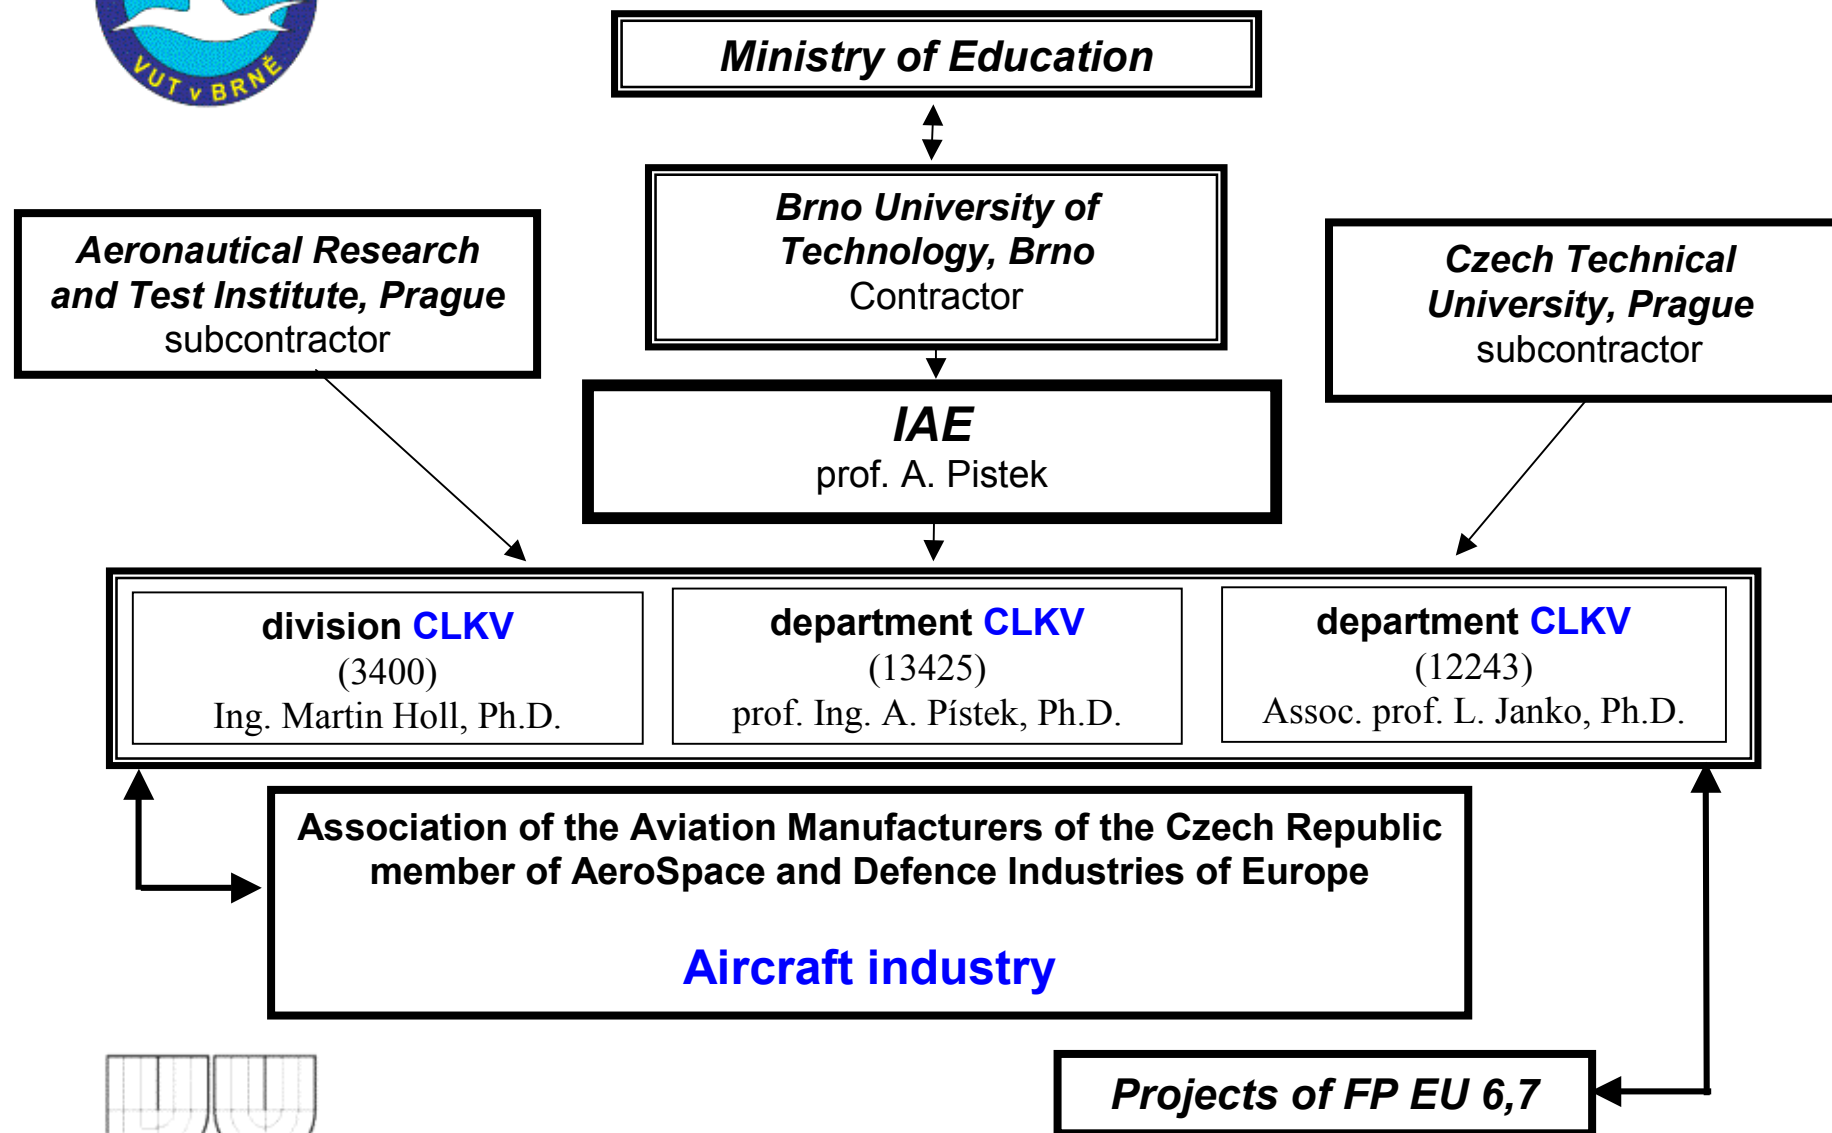 VUT v BRNĚ
Ministry of Education
Brno University of
Technology, Brno
Contractor
Aeronautical Research
and Test Institute, Prague
subcontractor
Czech Technical
University, Prague
subcontractor
IAE
prof. A. Pistek
division CLKV
(3400)
Ing. Martin Holl, Ph.D.
department CLKV
(13425)
prof. Ing. A. Pístek, Ph.D.
department CLKV
(12243)
Assoc. prof. L. Janko, Ph.D.
Association of the Aviation Manufacturers of the Czech Republic
member of AeroSpace and Defence Industries of Europe
Aircraft industry
Projects of FP EU 6,7